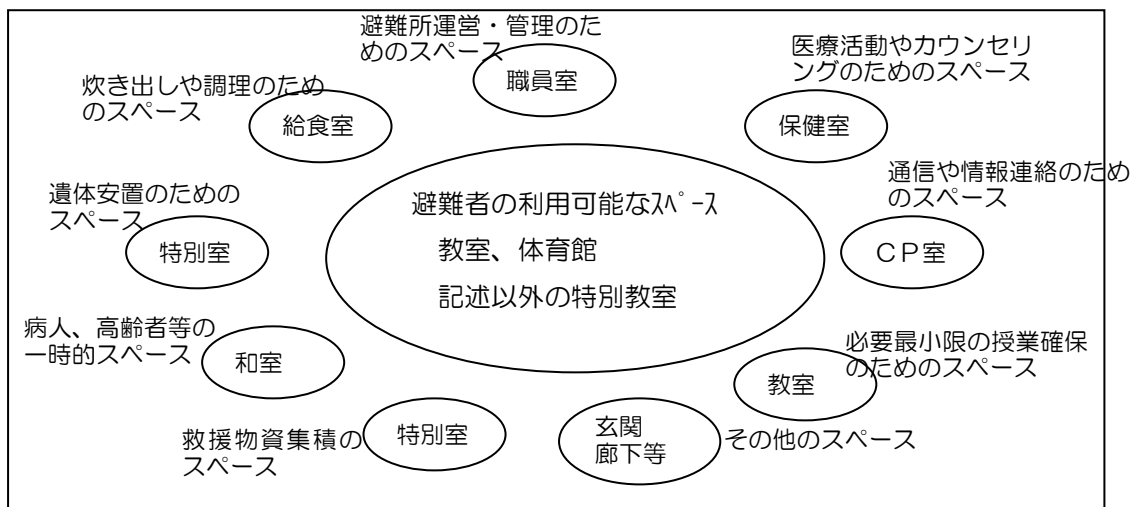 避難所運営・管理のた
めのスペース
職員室
医療活動やカウンセリ
ングのためのスペース
保健室
炊き出しや調理のため
のスペース
給食室
通信や情報連絡のため
のスペース
ＣＰ室
遺体安置のための
スペース
特別室
避難者の利用可能なｽﾍﾟｰｽ
教室、体育館
記述以外の特別教室
病人、高齢者等の
一時的スペース
和室
必要最小限の授業確保
のためのスペース
教室
救援物資集積の
スペース
特別室
玄関
廊下等
その他のスペース